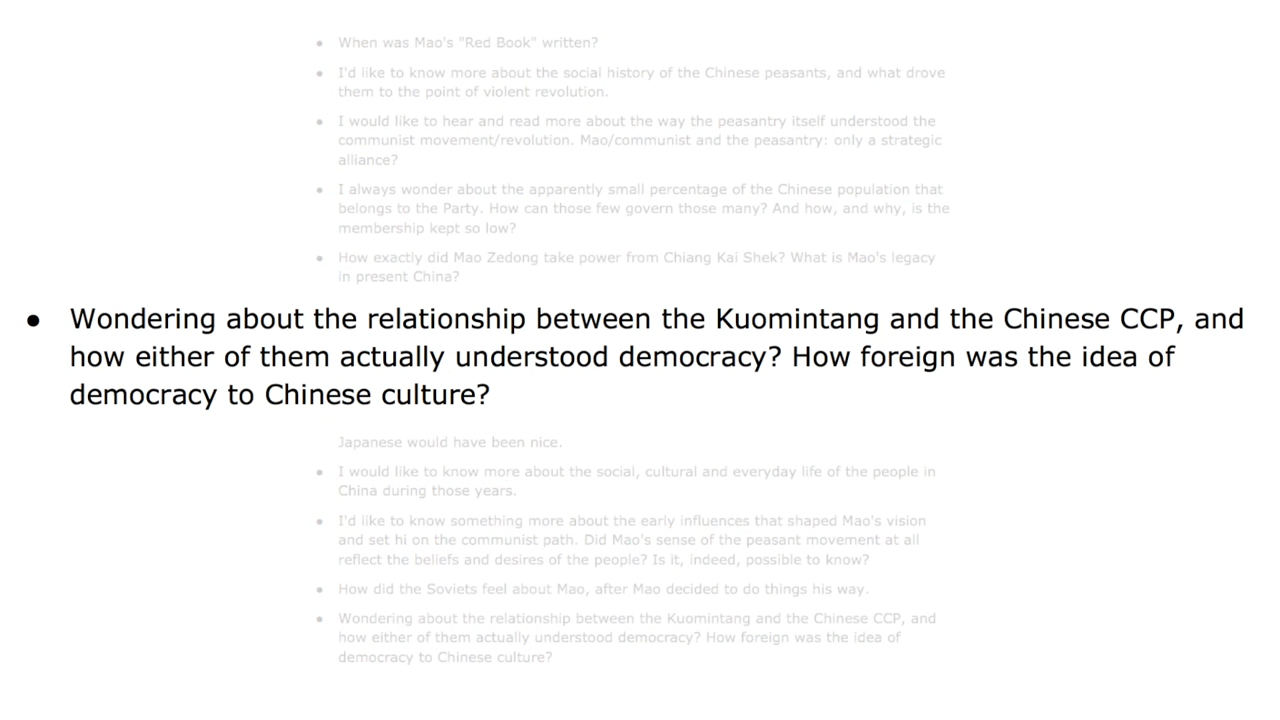 • When was Mao's "Red Book" written?
• I'd like to know more about the social history of the Chinese peasants, and what drove
them to the point of violent revolution.
• I would like to hear and read more about the way the peasantry itself understood the
communist movement/revolution. Mao/communist and the peasantry: only a strategic
alliance?
• I always wonder about the apparently small percentage of the Chinese population that
belongs to the Party. How can those few govern those many? And how, and why, is the
membership kept so low?
• How exactly did Mao Zedong take power from Chiang Kai Shek? What is Mao's legacy
in present China?
• Wondering about the relationship between the Kuomintang and the Chinese CCP, and
how either of them actually understood democracy? How foreign was the idea of
democracy to Chinese culture?
Japanese would have been nice.
• I would like to know more about the social, cultural and everyday life of the people in
China during those years.
• I'd like to know something more about the early influences that shaped Mao's vision
and set hi on the communist path. Did Mao's sense of the peasant movement at all
reflect the beliefs and desires of the people? Is it, indeed, possible to know?
• How did the Soviets feel about Mao, after Mao decided to do things his way.
• Wondering about the relationship between the Kuomintang and the Chinese CCP, and
how either of them actually understood democracy? How foreign was the idea of
democracy to Chinese culture?